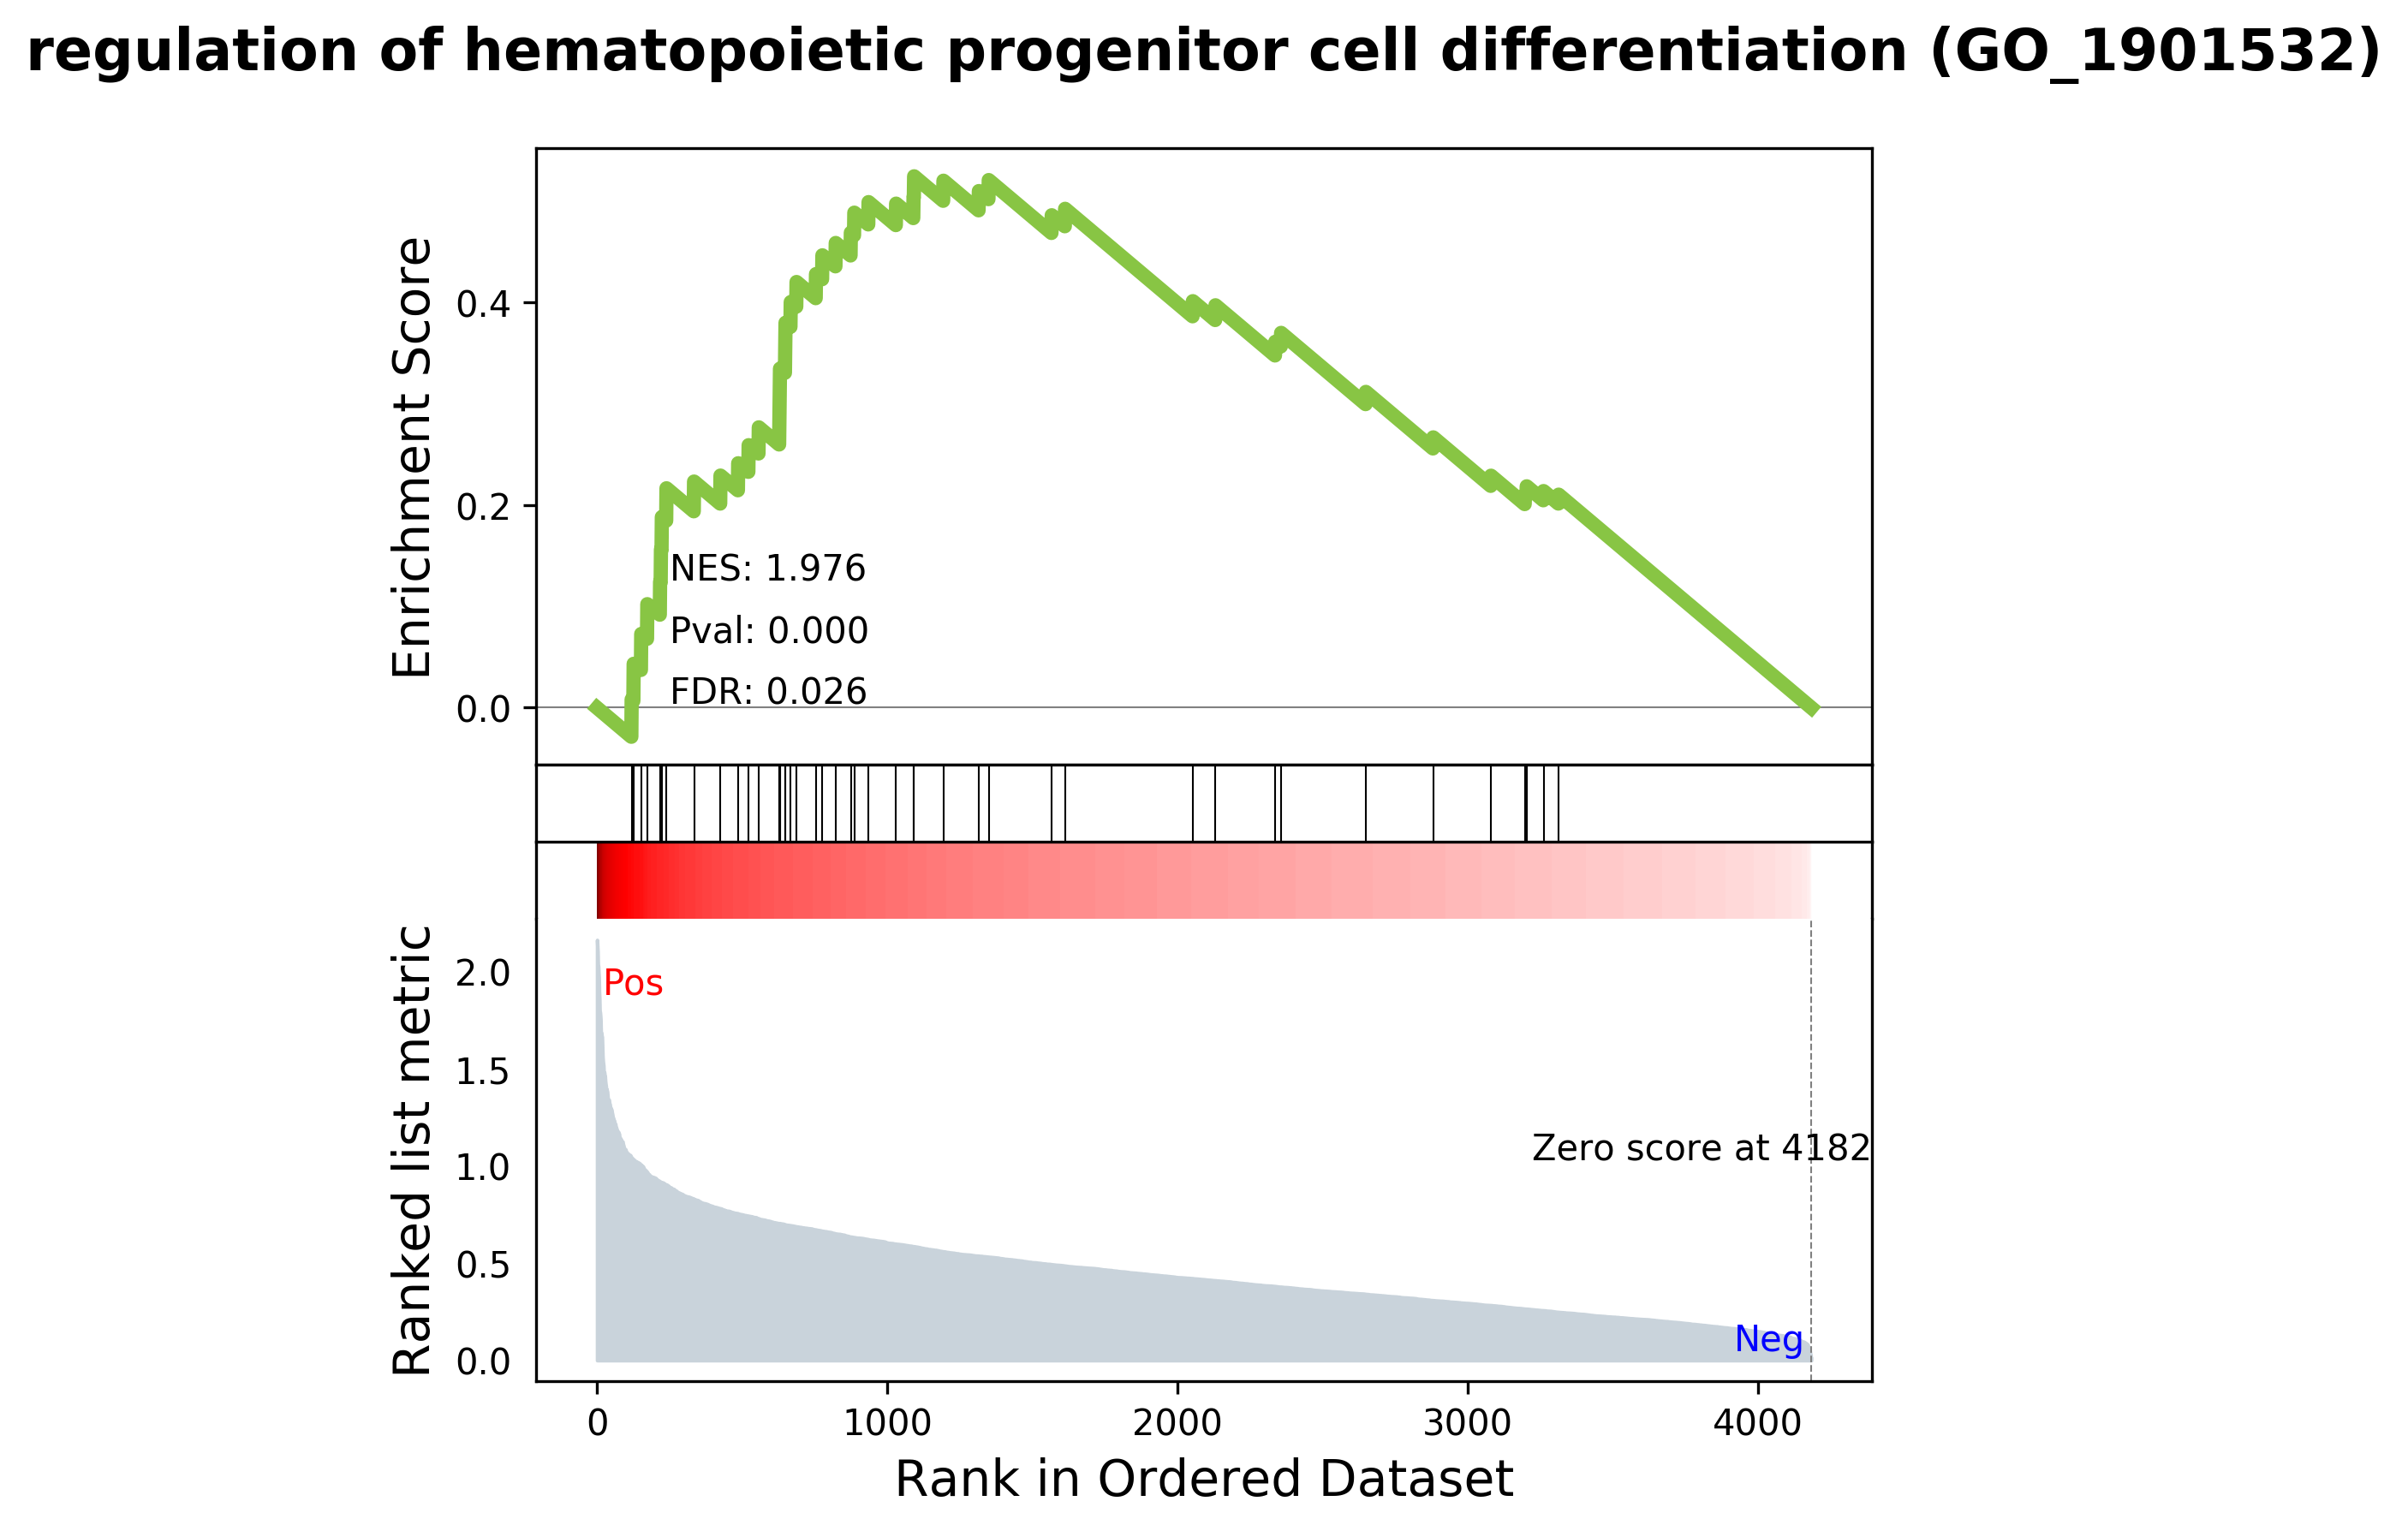 regulation of hematopoietic progenitor cell differentiation (GO_1901532)
Enrichment Score
0.4
0.2
0.0
NES: 1.976
Pval: 0.000
FDR: 0.026
Ranked list metric
2.0
1.5
1.0
0.5
0.0
Pos
Zero score at 4182
Neg
0 1000 2000 3000 4000
Rank in Ordered Dataset